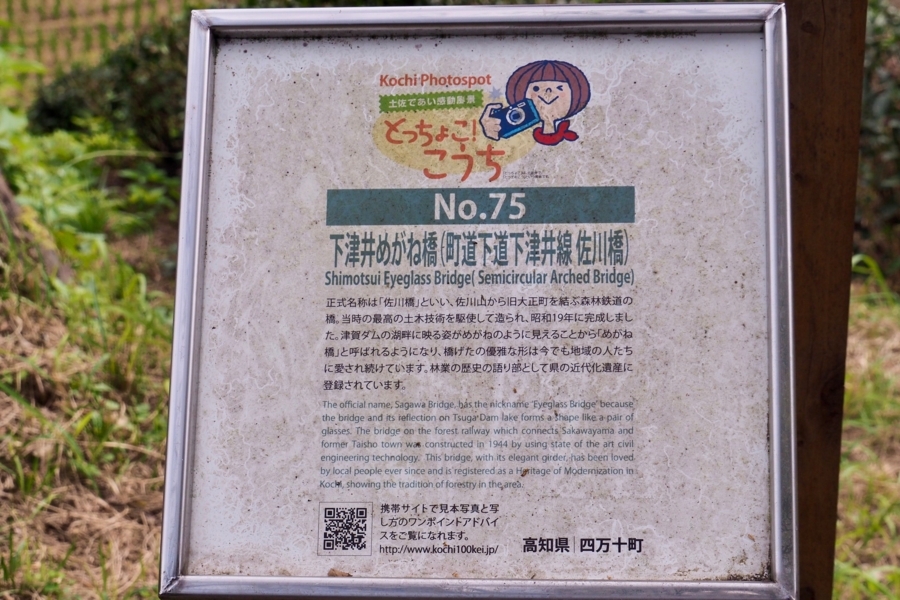 Kochi Photospot
土佐であい感動彩景
とっちょこ!
こうち
No.75
下津井めがね橋(町道下道下津井線 佐川橋)
Shimotsui Eyeglass Bridge( Semicircular Arched Bridge)
正式名称は「佐川橋」といい、佐川山から旧大正町を結ぶ森林鉄道の
橋。当時の最高の土木技術を駆使して造られ、昭和19年に完成しまし
た。津賀ダムの湖畔に映る姿がめがねのように見えることから「めがね
橋」と呼ばれるようになり、橋げたの優雅な形は今でも地域の人たち
に愛され続けています。林業の歴史の語り部として県の近代化遺産に
登録されています。
The official name, Sagawa Bridge, has the nickname 'Eyeglass Bridge' because
the bridge and its reflection on Tsuga Dam lake forms a shape like a pair of
glasses. The bridge on the forest railway which connects Sakawayama and
former Taisho town was constructed in 1944 by using state of the art civil
engineering technology. This bridge, with its elegant girder, has been loved
by local people ever since and is registered as a Heritage of Modernization in
Kochi, showing the tradition of forestry in the area.
携帯サイトで見本写真と写
し方のワンポイントアドバイ
スをご覧になれます。
http://www.kochi100kei.jp/
高知県 | 四万十町